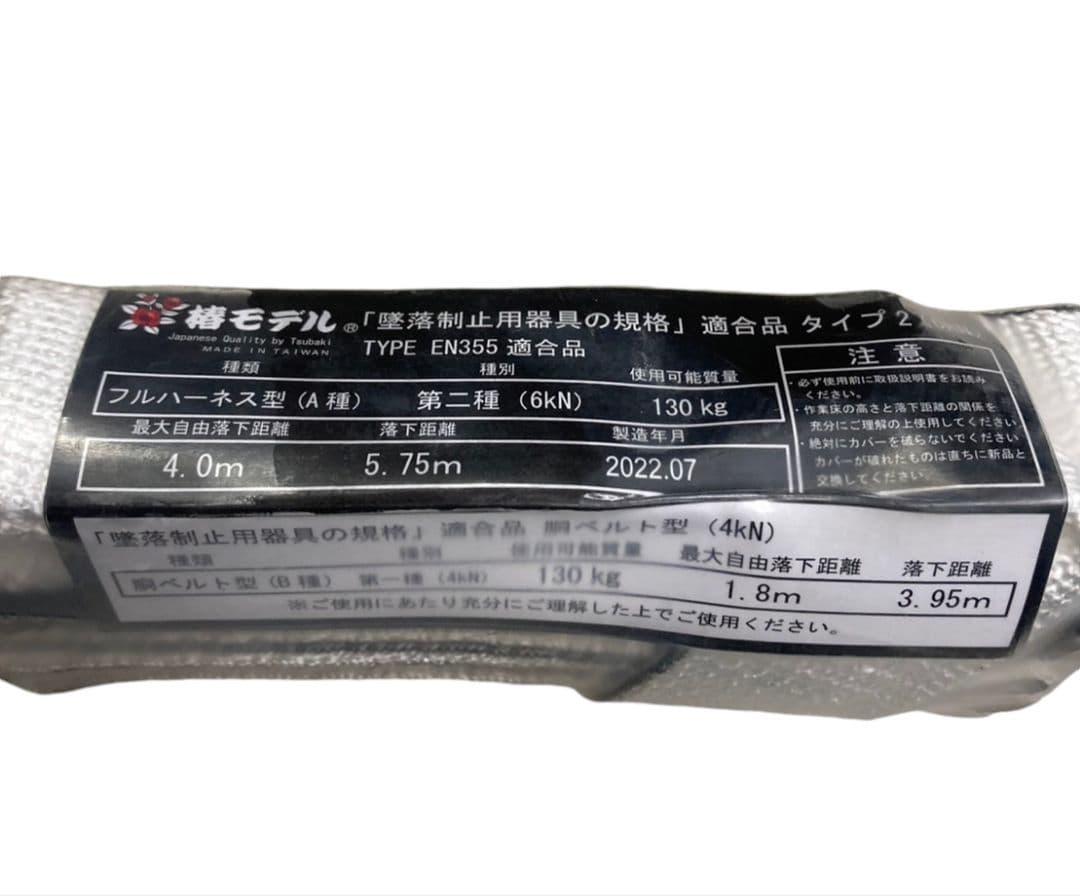 椿モデル®「墜落制止用器具の規格」適合品 タイプ2
Japanese Quality by Tsubaki
MADE IN TAIWAN
TYPE EN355 適合品
種類 種別 使用可能質量
フルハーネス型(A種) 第二種 (6kN) 130kg
最大自由落下距離 落下距離 製造年月
4.0m 5.75m 2022.07
注意
・必ず使用前に取扱説明書をお読み
ください。
・作業床の高さと落下距離の関係を
充分にご理解の上使用してください
・絶対にカバーを破らないでください
カバーが破れたものは直ちに新品と
交換してください。
「墜落制止用器具の規格」適合品 胴ベルト型 (4kN)
種類 種別 使用可能質量 最大自由落下距離 落下距離
胴ベルト型(B種) 第一種 (4kN) 130kg 1.8m 3.95m
※ご使用にあたり充分にご理解した上でご使用ください。